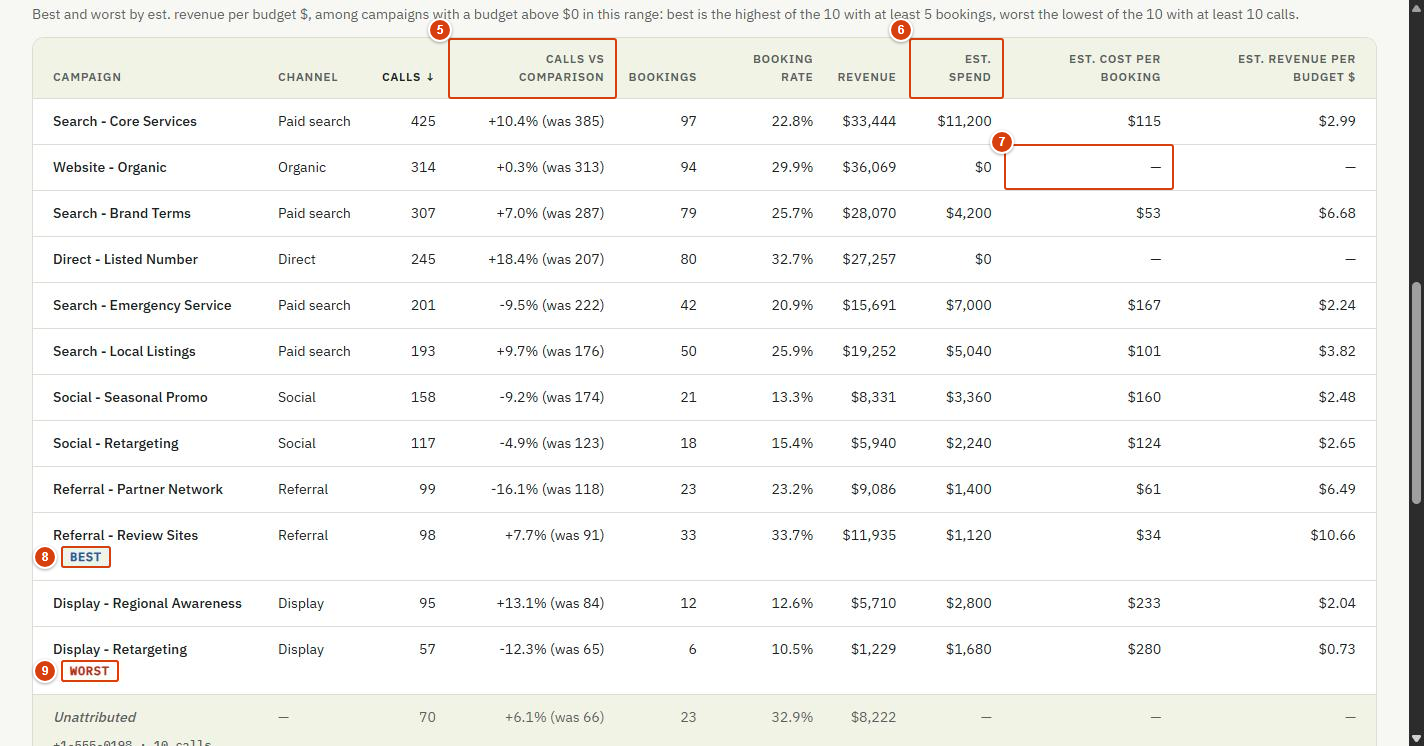 Best and worst by est. revenue per budget $, among campaigns with a budget above $0 in this range: best is the highest of the 10 with at least 5 bookings, worst the lowest of the 10 with at least 10 calls.
5 6
CAMPAIGN CHANNEL CALLS ↓ CALLS VS COMPARISON BOOKINGS BOOKING RATE REVENUE EST. SPEND EST. COST PER BOOKING EST. REVENUE PER BUDGET $
Search - Core Services Paid search 425 +10.4% (was 385) 97 22.8% $33,444 $11,200 $115 $2.99
7
Website - Organic Organic 314 +0.3% (was 313) 94 29.9% $36,069 $0 — —
Search - Brand Terms Paid search 307 +7.0% (was 287) 79 25.7% $28,070 $4,200 $53 $6.68
Direct - Listed Number Direct 245 +18.4% (was 207) 80 32.7% $27,257 $0 — —
Search - Emergency Service Paid search 201 -9.5% (was 222) 42 20.9% $15,691 $7,000 $167 $2.24
Search - Local Listings Paid search 193 +9.7% (was 176) 50 25.9% $19,252 $5,040 $101 $3.82
Social - Seasonal Promo Social 158 -9.2% (was 174) 21 13.3% $8,331 $3,360 $160 $2.48
Social - Retargeting Social 117 -4.9% (was 123) 18 15.4% $5,940 $2,240 $124 $2.65
Referral - Partner Network Referral 99 -16.1% (was 118) 23 23.2% $9,086 $1,400 $61 $6.49
Referral - Review Sites Referral 98 +7.7% (was 91) 33 33.7% $11,935 $1,120 $34 $10.66
8 BEST
Display - Regional Awareness Display 95 +13.1% (was 84) 12 12.6% $5,710 $2,800 $233 $2.04
Display - Retargeting Display 57 -12.3% (was 65) 6 10.5% $1,229 $1,680 $280 $0.73
9 WORST
Unattributed — 70 +6.1% (was 66) 23 32.9% $8,222 — — —
+1-555-0198 · 10 calls